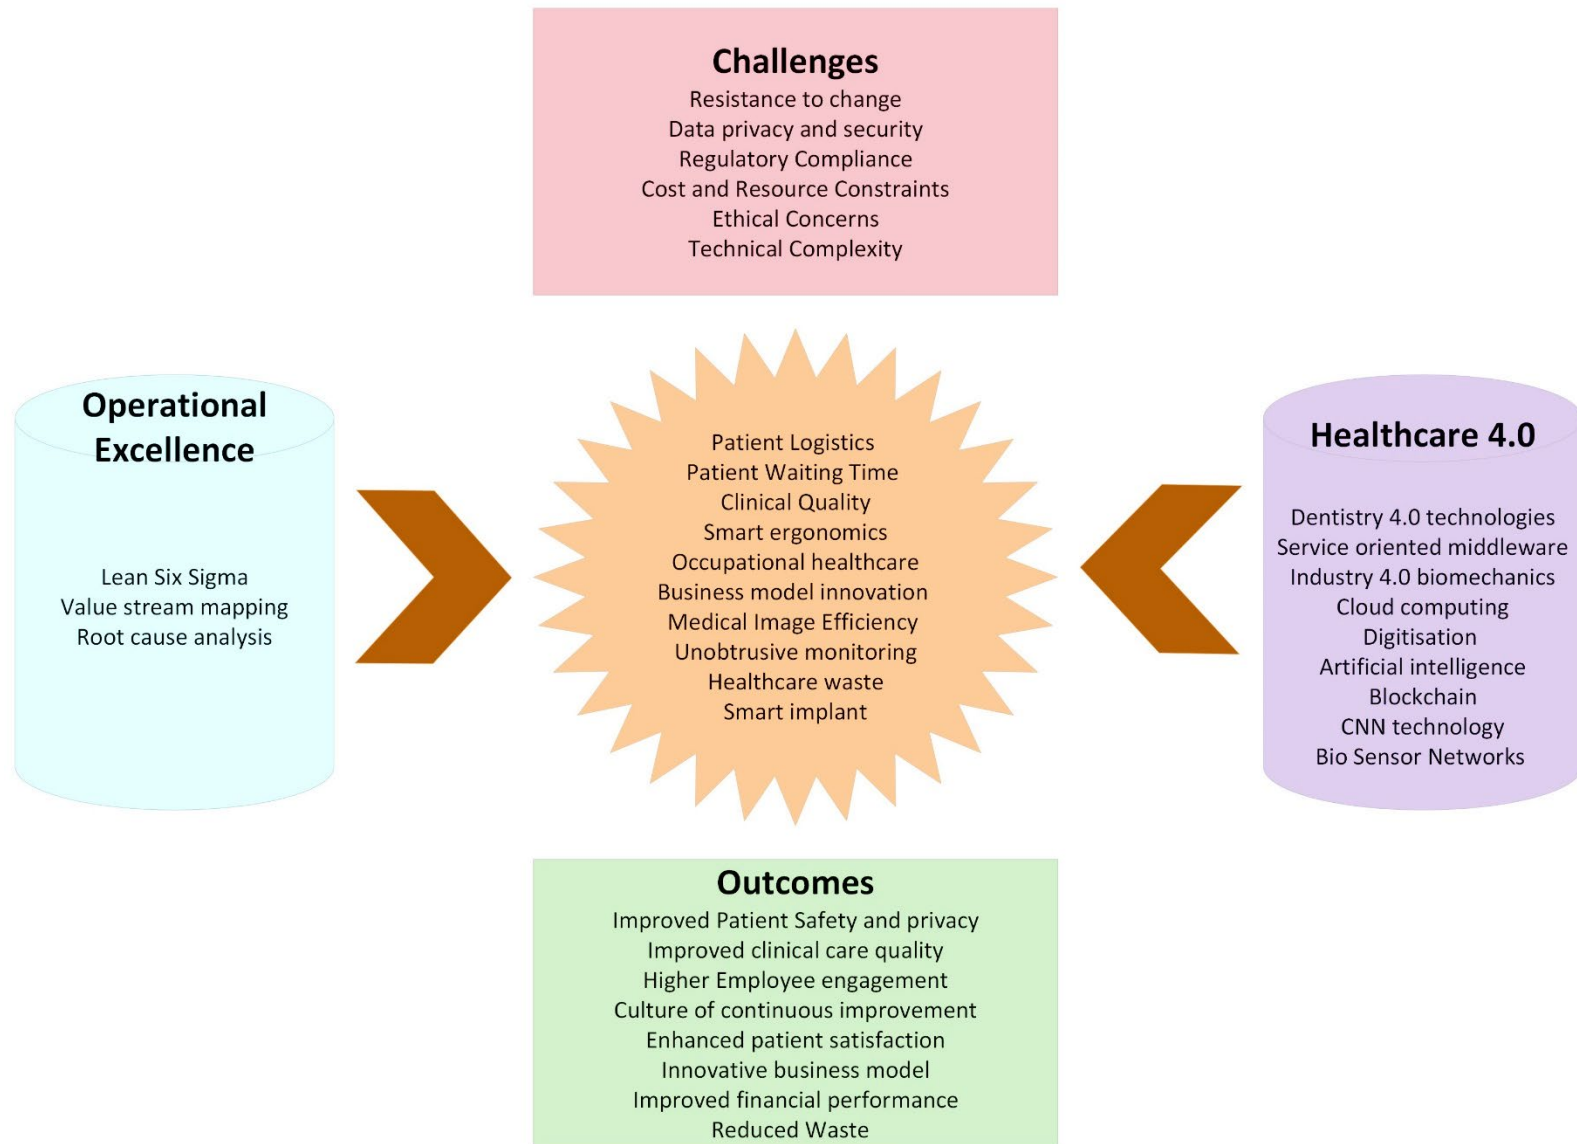 Challenges
Resistance to change
Data privacy and security
Regulatory Compliance
Cost and Resource Constraints
Ethical Concerns
Technical Complexity
Operational
Excellence
Lean Six Sigma
Value stream mapping
Root cause analysis
Patient Logistics
Patient Waiting Time
Clinical Quality
Smart ergonomics
Occupational healthcare
Business model innovation
Medical Image Efficiency
Unobtrusive monitoring
Healthcare waste
Smart implant
Healthcare 4.0
Dentistry 4.0 technologies
Service oriented middleware
Industry 4.0 biomechanics
Cloud computing
Digitisation
Artificial intelligence
Blockchain
CNN technology
Bio Sensor Networks
Outcomes
Improved Patient Safety and privacy
Improved clinical care quality
Higher Employee engagement
Culture of continuous improvement
Enhanced patient satisfaction
Innovative business model
Improved financial performance
Reduced Waste